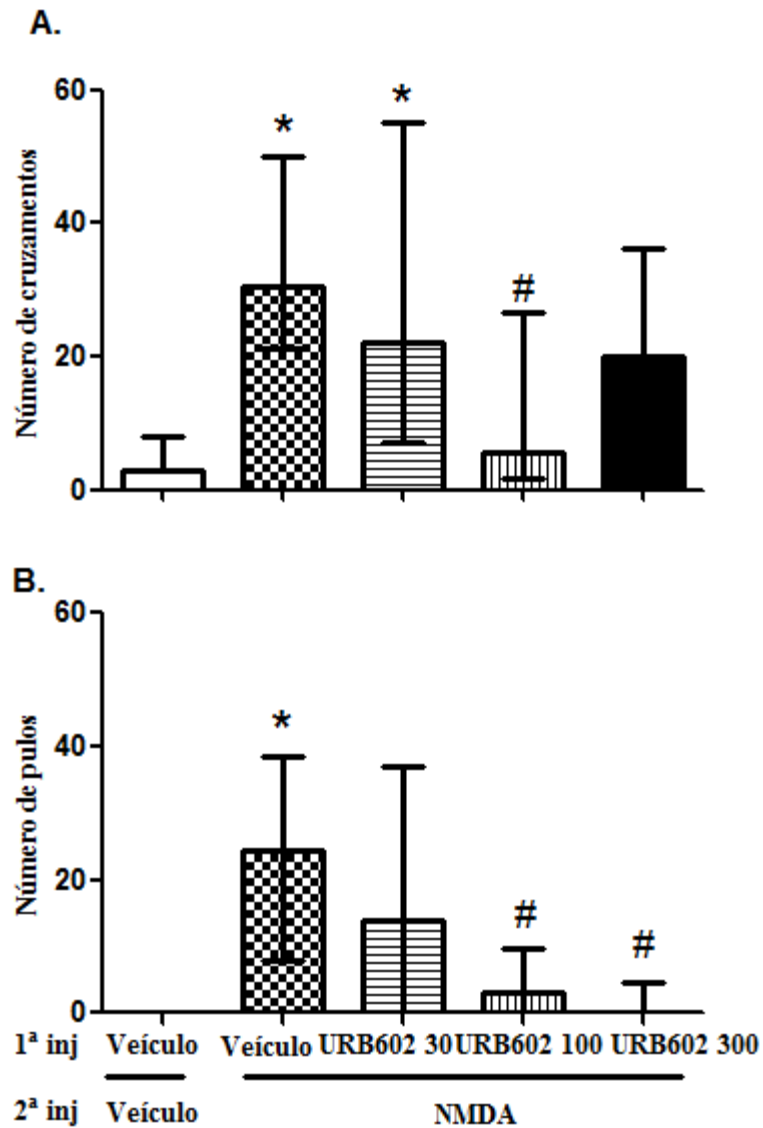 A.
Número de cruzamentos
60
40
20
0
*
*
#
B.
Número de pulos
60
40
20
0
*
#
#
1ª inj Veículo Veículo URB602 30 URB602 100 URB602 300
2ª inj Veículo NMDA